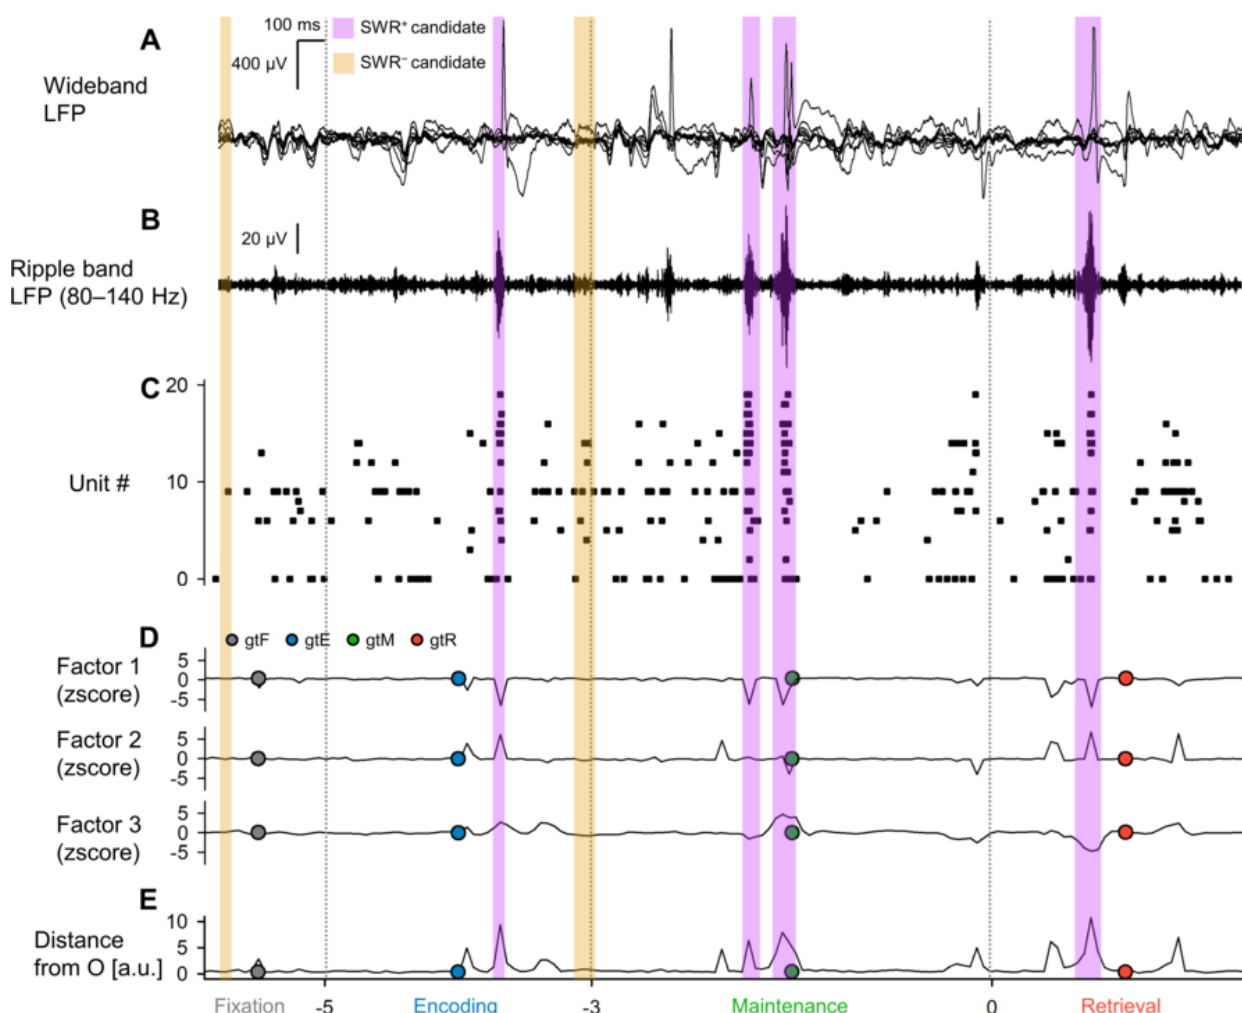 100 ms
SWR⁺ candidate
A
400 µV
SWR⁻ candidate
Wideband
LFP
B
20 µV
Ripple band
LFP (80–140 Hz)
C
20
Unit #
10
0
D
gtF
gtE
gtM
gtR
Factor 1
(zscore)
5
0
-5
Factor 2
(zscore)
5
0
-5
Factor 3
(zscore)
5
0
-5
E
Distance
from O [a.u.]
10
5
0
Fixation
-5
Encoding
-3
Maintenance
0
Retrieval